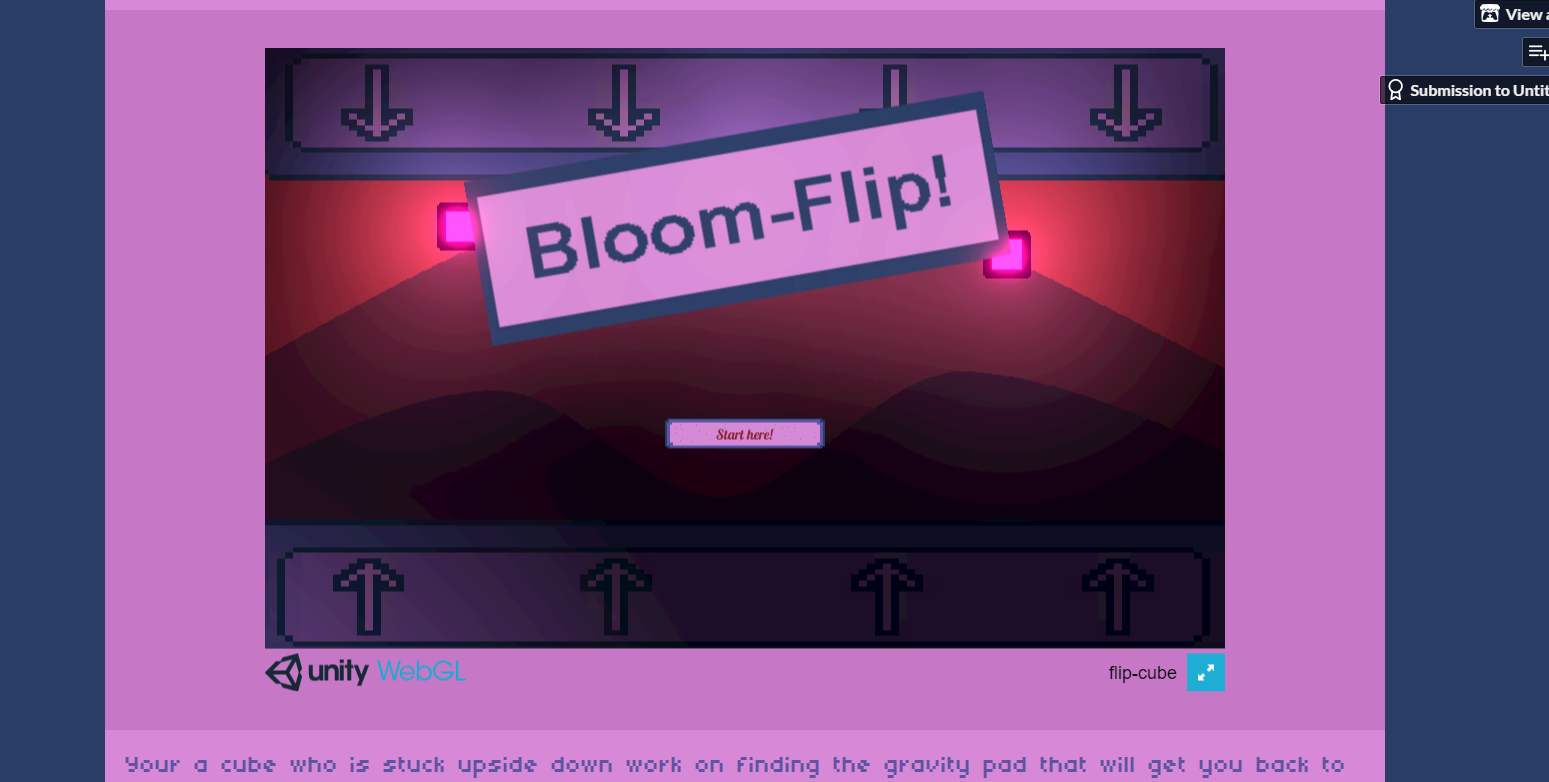 View a
Submission to Untit
Bloom-Flip!
Start here!
unity WebGL
flip-cube
Your a cube who is stuck upside down work on finding the gravity pad that will get you back to